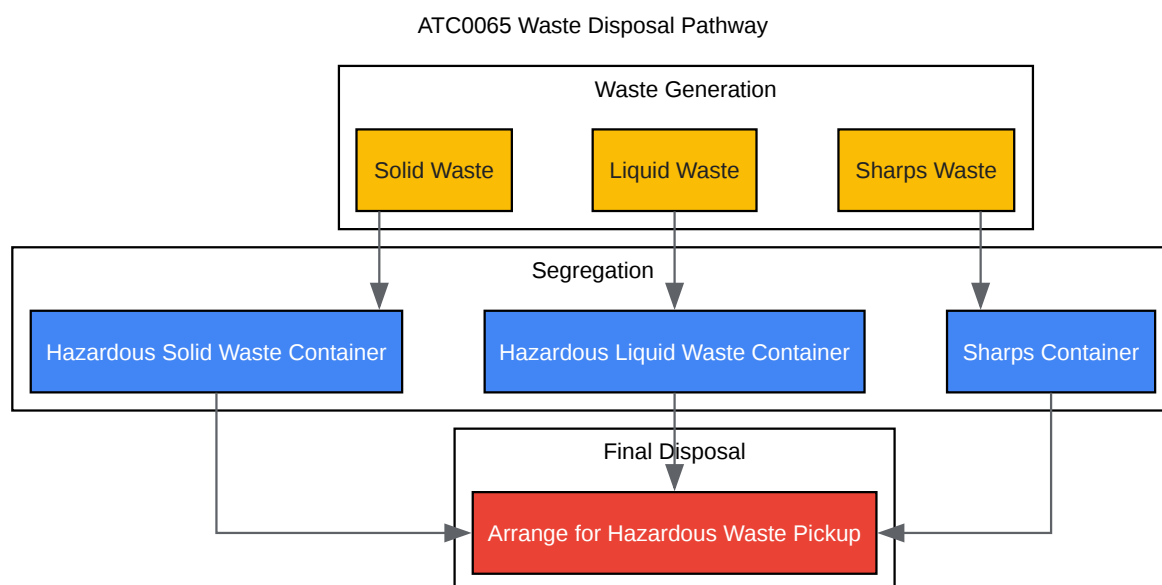 ATC0065 Waste Disposal Pathway
Waste Generation
Solid Waste
Liquid Waste
Sharps Waste
Segregation
Hazardous Solid Waste Container
Hazardous Liquid Waste Container
Sharps Container
Final Disposal
Arrange for Hazardous Waste Pickup